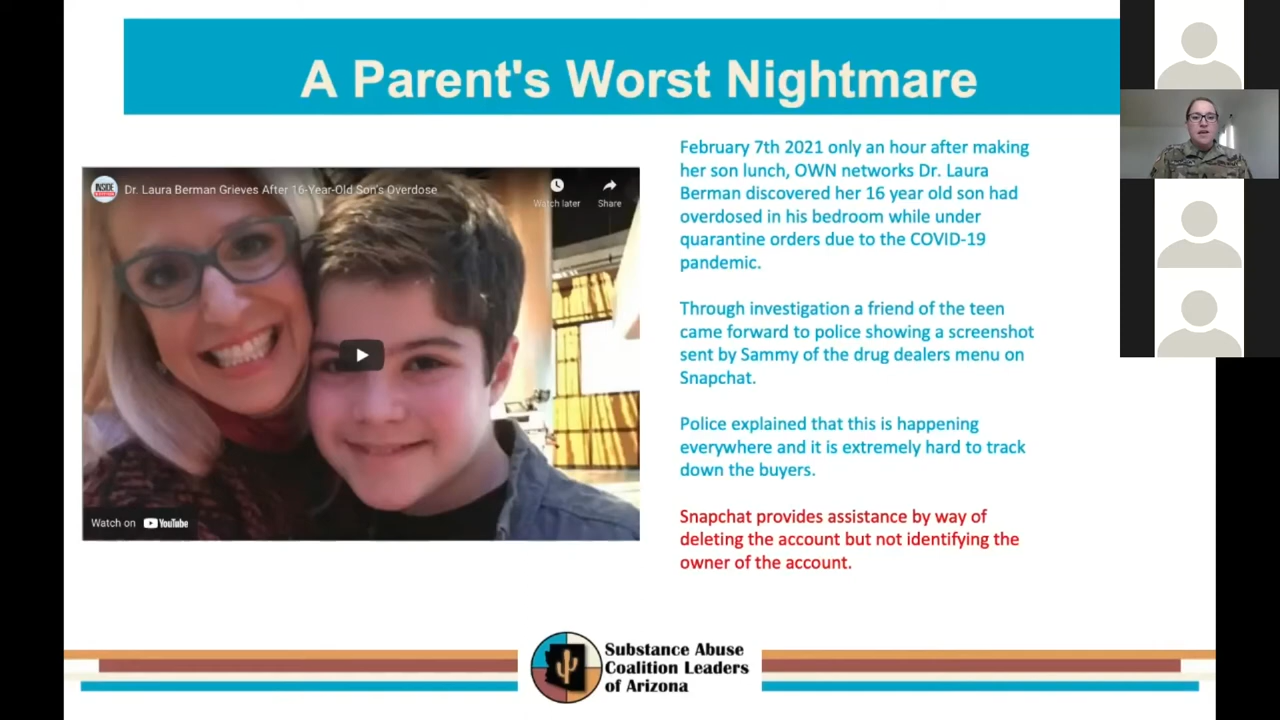 A Parent's Worst Nightmare
INSIDE
Dr. Laura Berman Grieves After 16-Year-Old Son's Overdose
Watch later
Share
Watch on YouTube
February 7th 2021 only an hour after making
her son lunch, OWN networks Dr. Laura
Berman discovered her 16 year old son had
overdosed in his bedroom while under
quarantine orders due to the COVID-19
pandemic.
Through investigation a friend of the teen
came forward to police showing a screenshot
sent by Sammy of the drug dealers menu on
Snapchat.
Police explained that this is happening
everywhere and it is extremely hard to track
down the buyers.
Snapchat provides assistance by way of
deleting the account but not identifying the
owner of the account.
Substance Abuse
Coalition Leaders
of Arizona